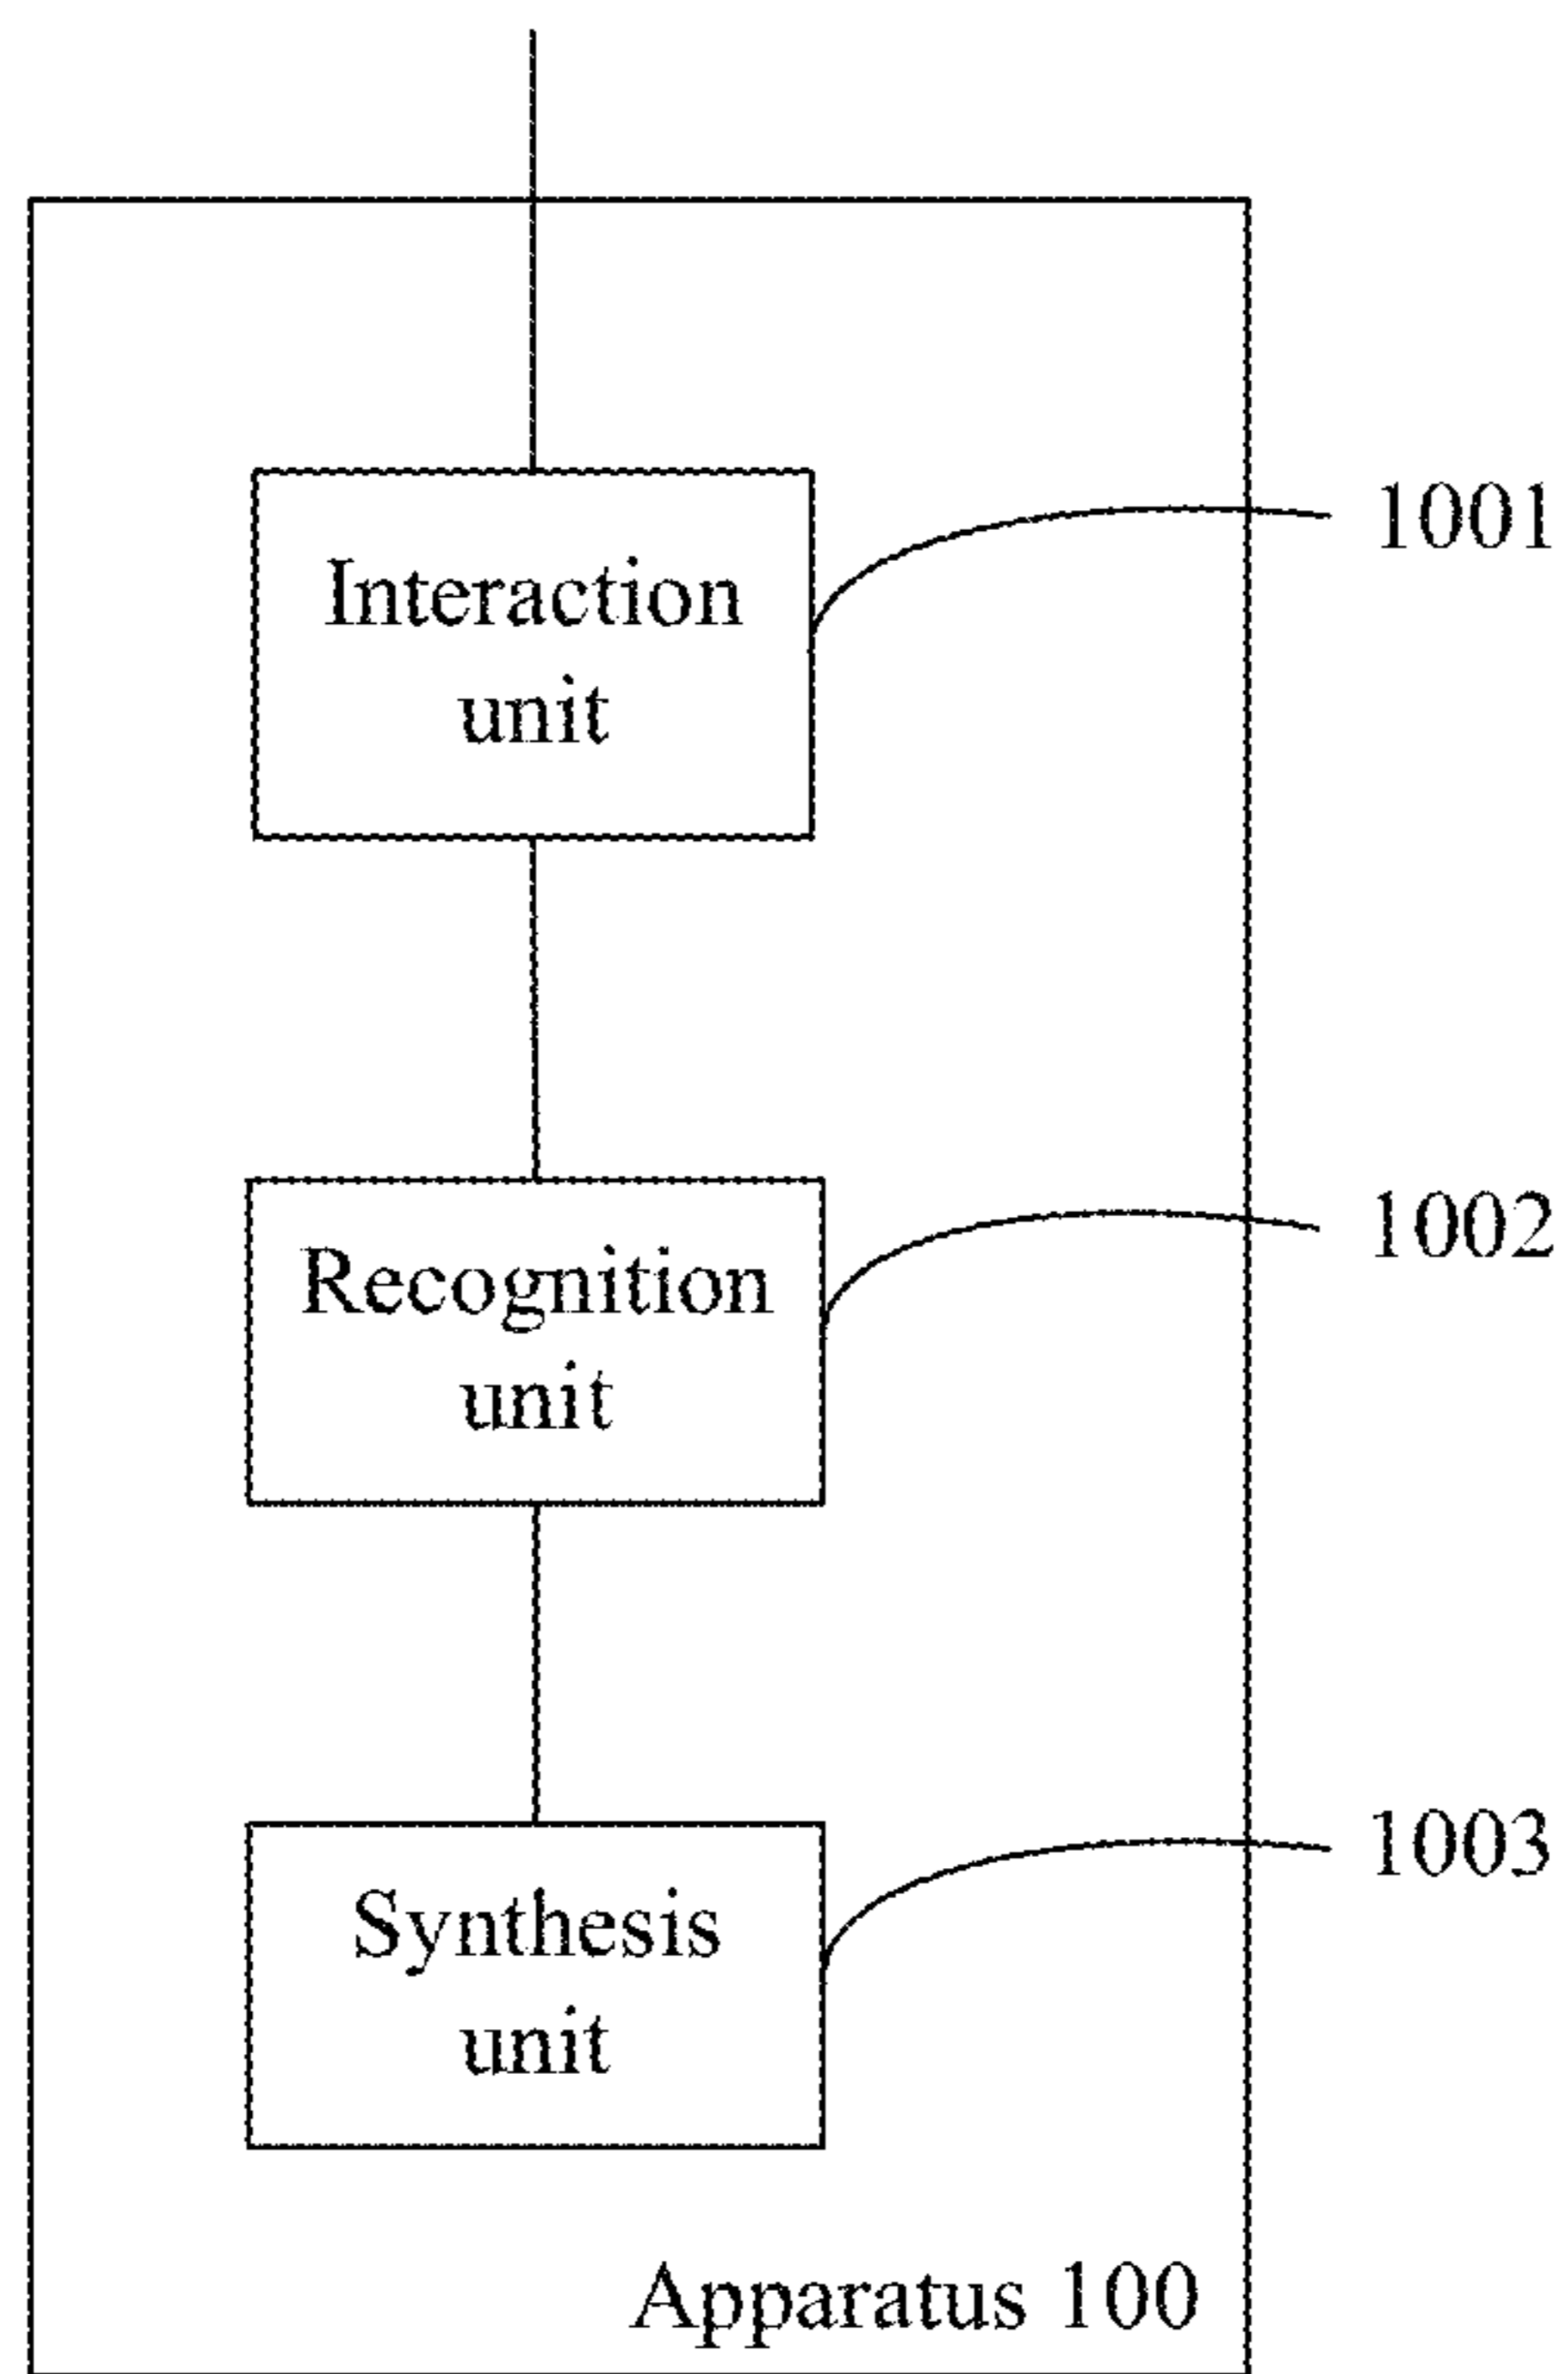 Interaction
unit
1001
Recognition
unit
1002
Synthesis
unit
1003
Apparatus 100